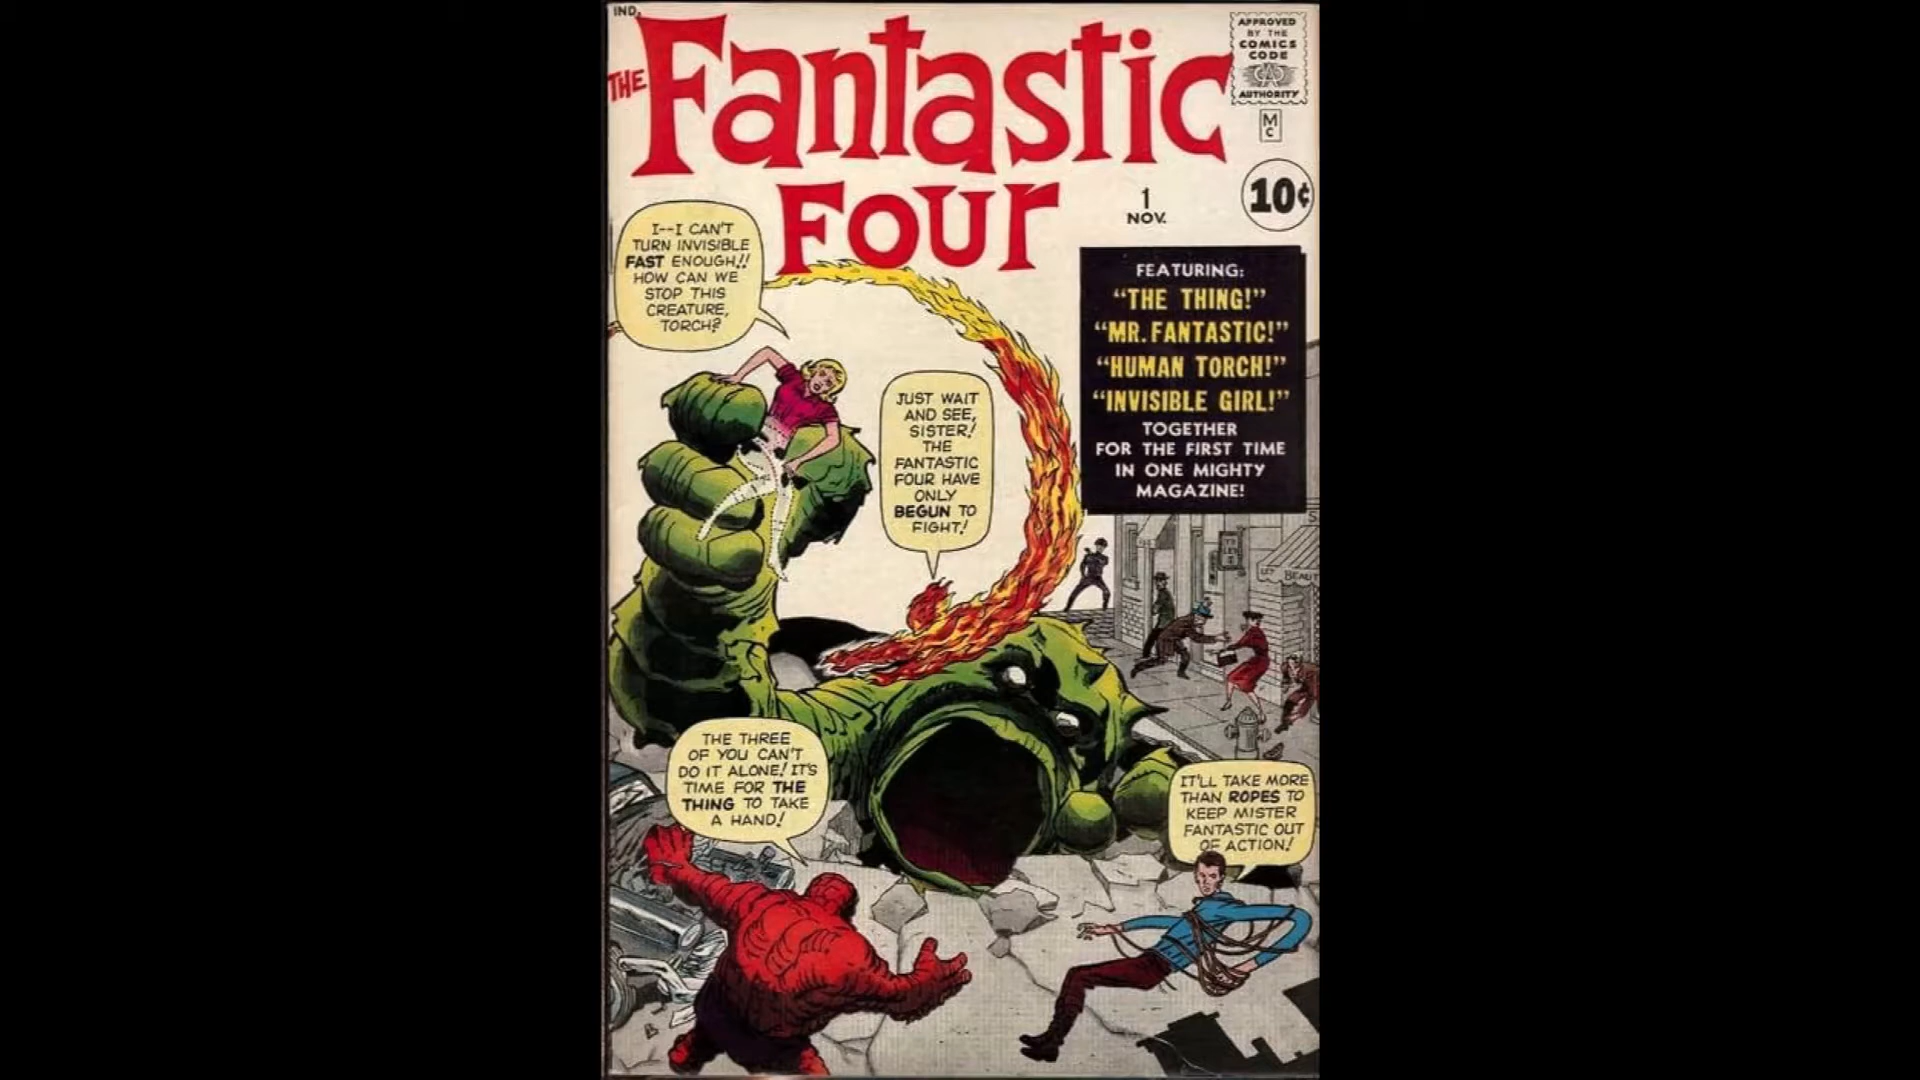 IND.
THE Fantastic
Four
APPROVED
BY THE
COMICS
CODE
CA
AUTHORITY
M
C
1
NOV.
10¢
I--I CAN'T
TURN INVISIBLE
FAST ENOUGH!!
HOW CAN WE
STOP THIS
CREATURE,
TORCH?
FEATURING:
"THE THING!"
"MR. FANTASTIC!"
"HUMAN TORCH!"
"INVISIBLE GIRL!"
TOGETHER
FOR THE FIRST TIME
IN ONE MIGHTY
MAGAZINE!
JUST WAIT
AND SEE,
SISTER!
THE
FANTASTIC
FOUR HAVE
ONLY
BEGUN TO
FIGHT!
BEAUT
THE THREE
OF YOU CAN'T
DO IT ALONE! IT'S
TIME FOR THE
THING TO TAKE
A HAND!
IT'LL TAKE MORE
THAN ROPES TO
KEEP MISTER
FANTASTIC OUT
OF ACTION!